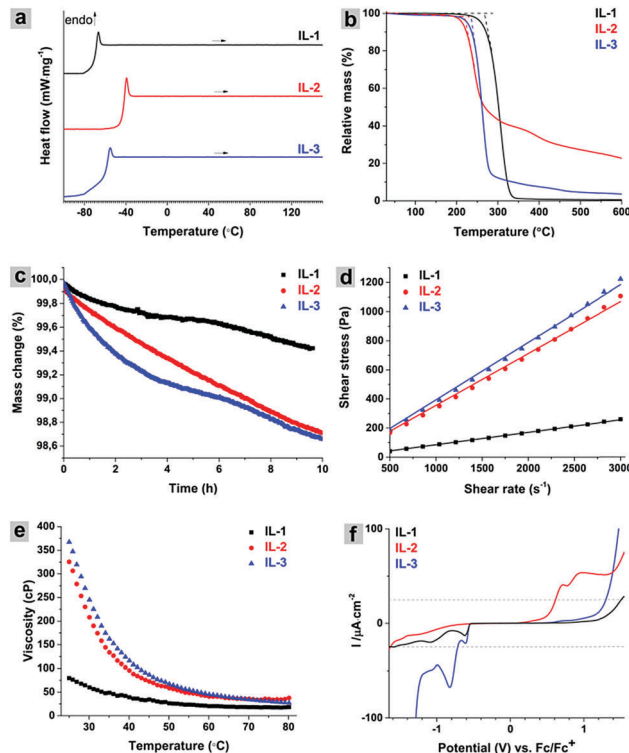 a
endo
IL-1
IL-2
IL-3
Heat flow (mW·mg⁻¹)
-80 -40 0 40 80 120
Temperature (°C)
b
IL-1
IL-2
IL-3
100
80
60
40
20
0
Relative mass (%)
100 200 300 400 500 600
Temperature (°C)
c
IL-1
IL-2
IL-3
100,0
99,8
99,6
99,4
99,2
99,0
98,8
98,6
Mass change (%)
0 2 4 6 8 10
Time (h)
d
IL-1
IL-2
IL-3
1200
1000
800
600
400
200
0
Shear stress (Pa)
500 1000 1500 2000 2500 3000
Shear rate (s⁻¹)
e
IL-1
IL-2
IL-3
400
350
300
250
200
150
100
50
0
Viscosity (cP)
30 40 50 60 70 80
Temperature (°C)
f
IL-1
IL-2
IL-3
100
50
0
-50
-100
I /µA·cm⁻²
-1 0 1
Potential (V) vs. Fc/Fc⁺